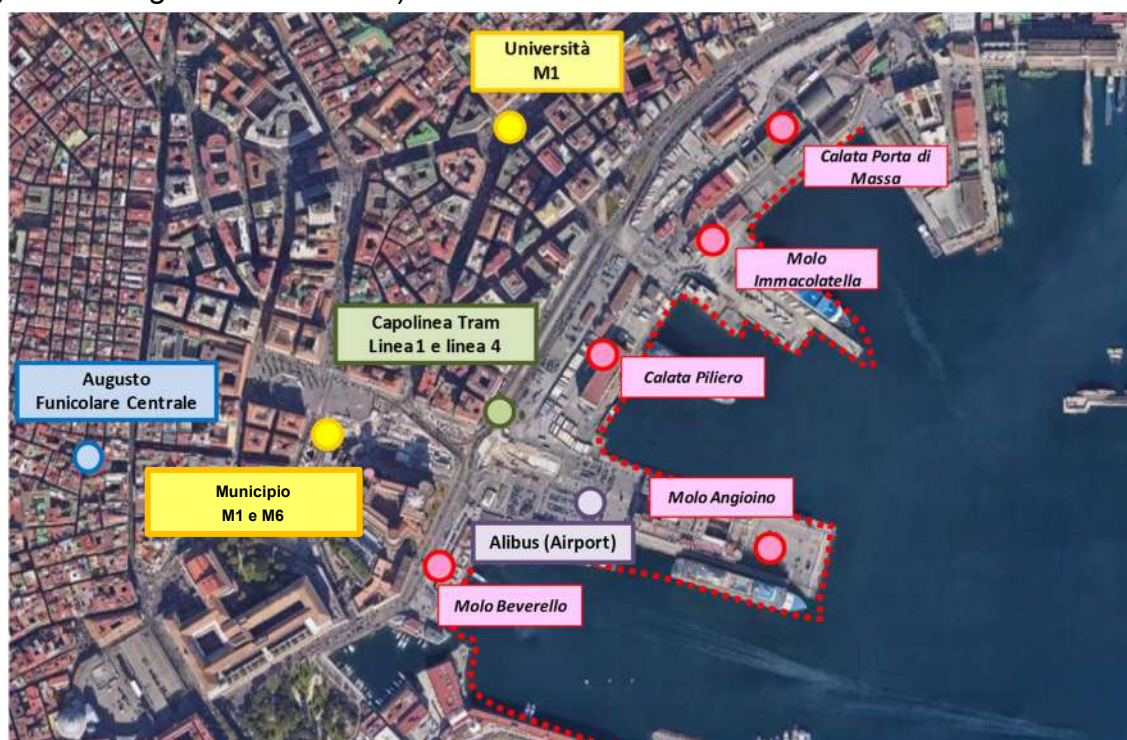 Università
M1
Calata Porta di
Massa
Molo
Immacolatella
Capolinea Tram
Linea 1 e linea 4
Calata Piliero
Augusto
Funicolare Centrale
Municipio
M1 e M6
Molo Angioino
Alibus (Airport)
Molo Beverello